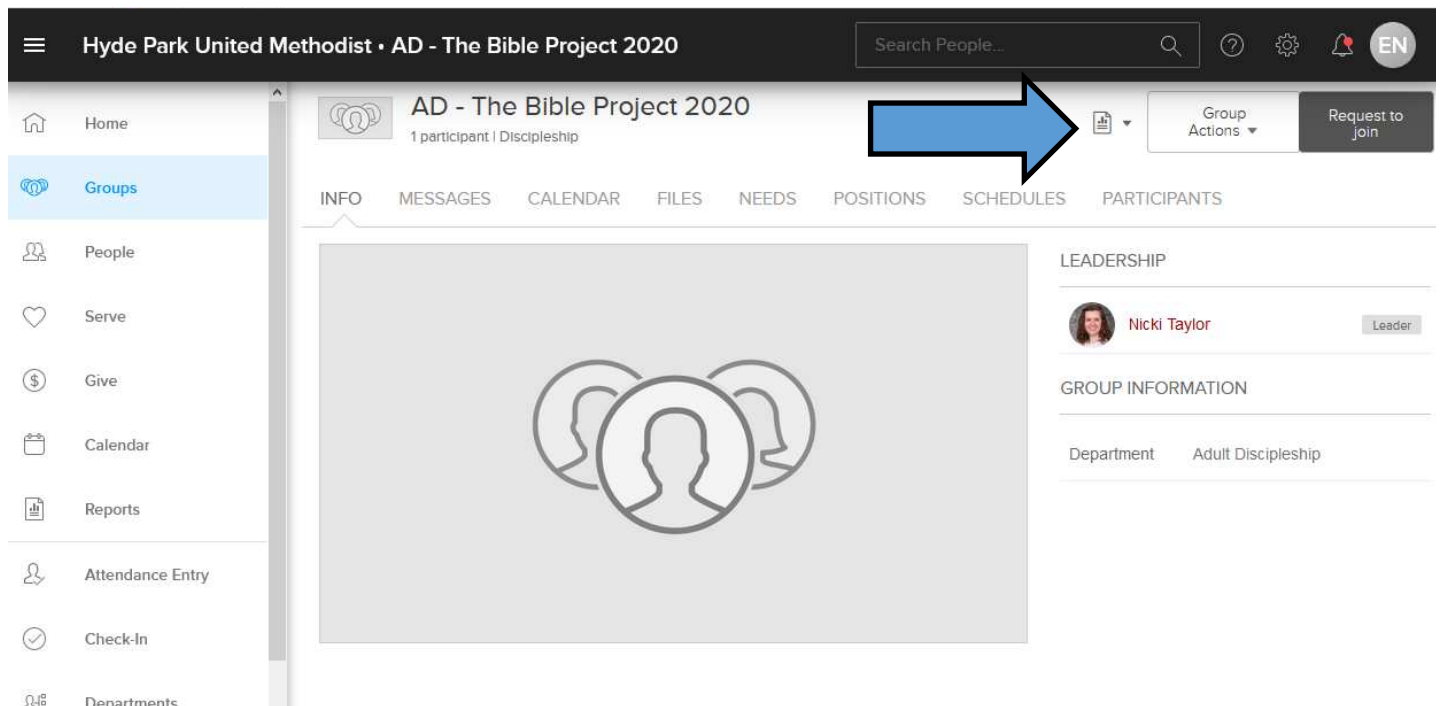 Hyde Park United Methodist • AD - The Bible Project 2020
Search People...
EN
Home
Groups
People
Serve
Give
Calendar
Reports
Attendance Entry
Check-In
Departments
AD - The Bible Project 2020
1 participant | Discipleship
Group
Actions
Request to
join
INFO MESSAGES CALENDAR FILES NEEDS POSITIONS SCHEDULES PARTICIPANTS
LEADERSHIP
Nicki Taylor Leader
GROUP INFORMATION
Department Adult Discipleship